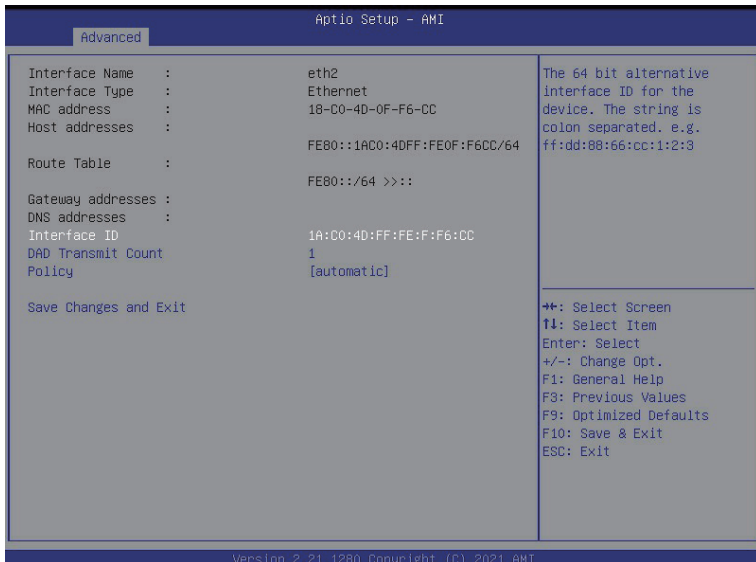 Aptio Setup – AMI
Advanced
Interface Name : eth2
Interface Type : Ethernet
MAC address : 18-C0-4D-0F-F6-CC
Host addresses :
FE80::1AC0:4DFF:FE0F:F6CC/64
Route Table :
FE80::/64 >>::
Gateway addresses :
DNS addresses :
Interface ID 1A:C0:4D:FF:FE:F:F6:CC
DAD Transmit Count 1
Policy [automatic]
Save Changes and Exit
The 64 bit alternative
interface ID for the
device. The string is
colon separated. e.g.
ff:dd:88:66:cc:1:2:3
→←: Select Screen
↑↓: Select Item
Enter: Select
+/-: Change Opt.
F1: General Help
F3: Previous Values
F9: Optimized Defaults
F10: Save & Exit
ESC: Exit
Version 2.21.1280 Copyright (C) 2021 AMI